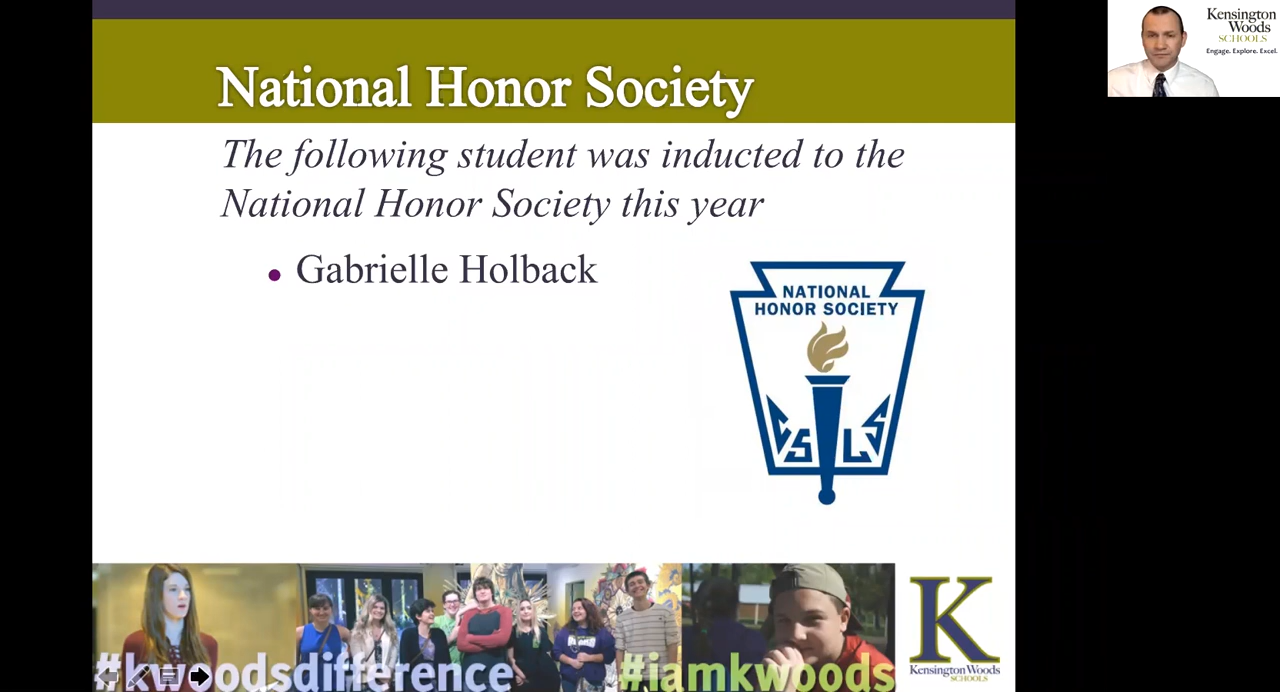 National Honor Society
The following student was inducted to the
National Honor Society this year
• Gabrielle Holback
NATIONAL
HONOR SOCIETY
C S L S
#kwoodsdifference
#iamkwoods
K
Kensington Woods
SCHOOLS
Kensington
Woods
SCHOOLS
Engage. Explore. Excel.